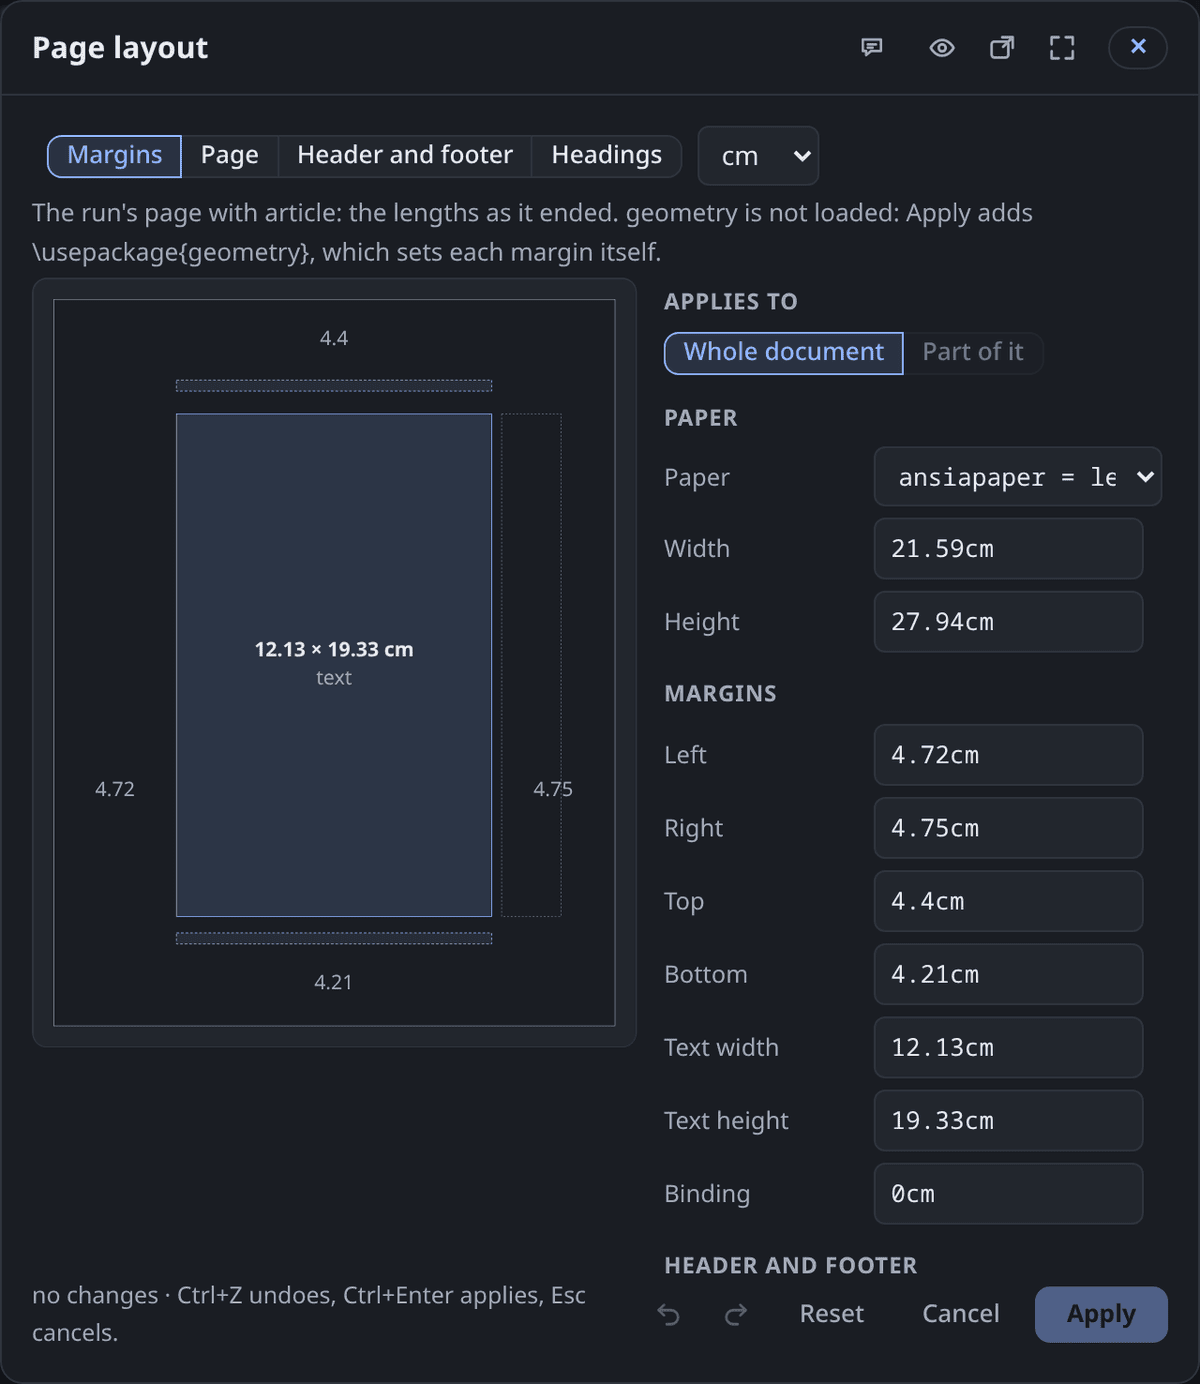 Page layout
Margins Page Header and footer Headings cm
The run's page with article: the lengths as it ended. geometry is not loaded: Apply adds
\usepackage{geometry}, which sets each margin itself.
4.4
12.13 × 19.33 cm
text
4.72
4.75
4.21
APPLIES TO
Whole document Part of it
PAPER
Paper ansiapaper = le
Width 21.59cm
Height 27.94cm
MARGINS
Left 4.72cm
Right 4.75cm
Top 4.4cm
Bottom 4.21cm
Text width 12.13cm
Text height 19.33cm
Binding 0cm
HEADER AND FOOTER
no changes · Ctrl+Z undoes, Ctrl+Enter applies, Esc
cancels.
Reset Cancel Apply